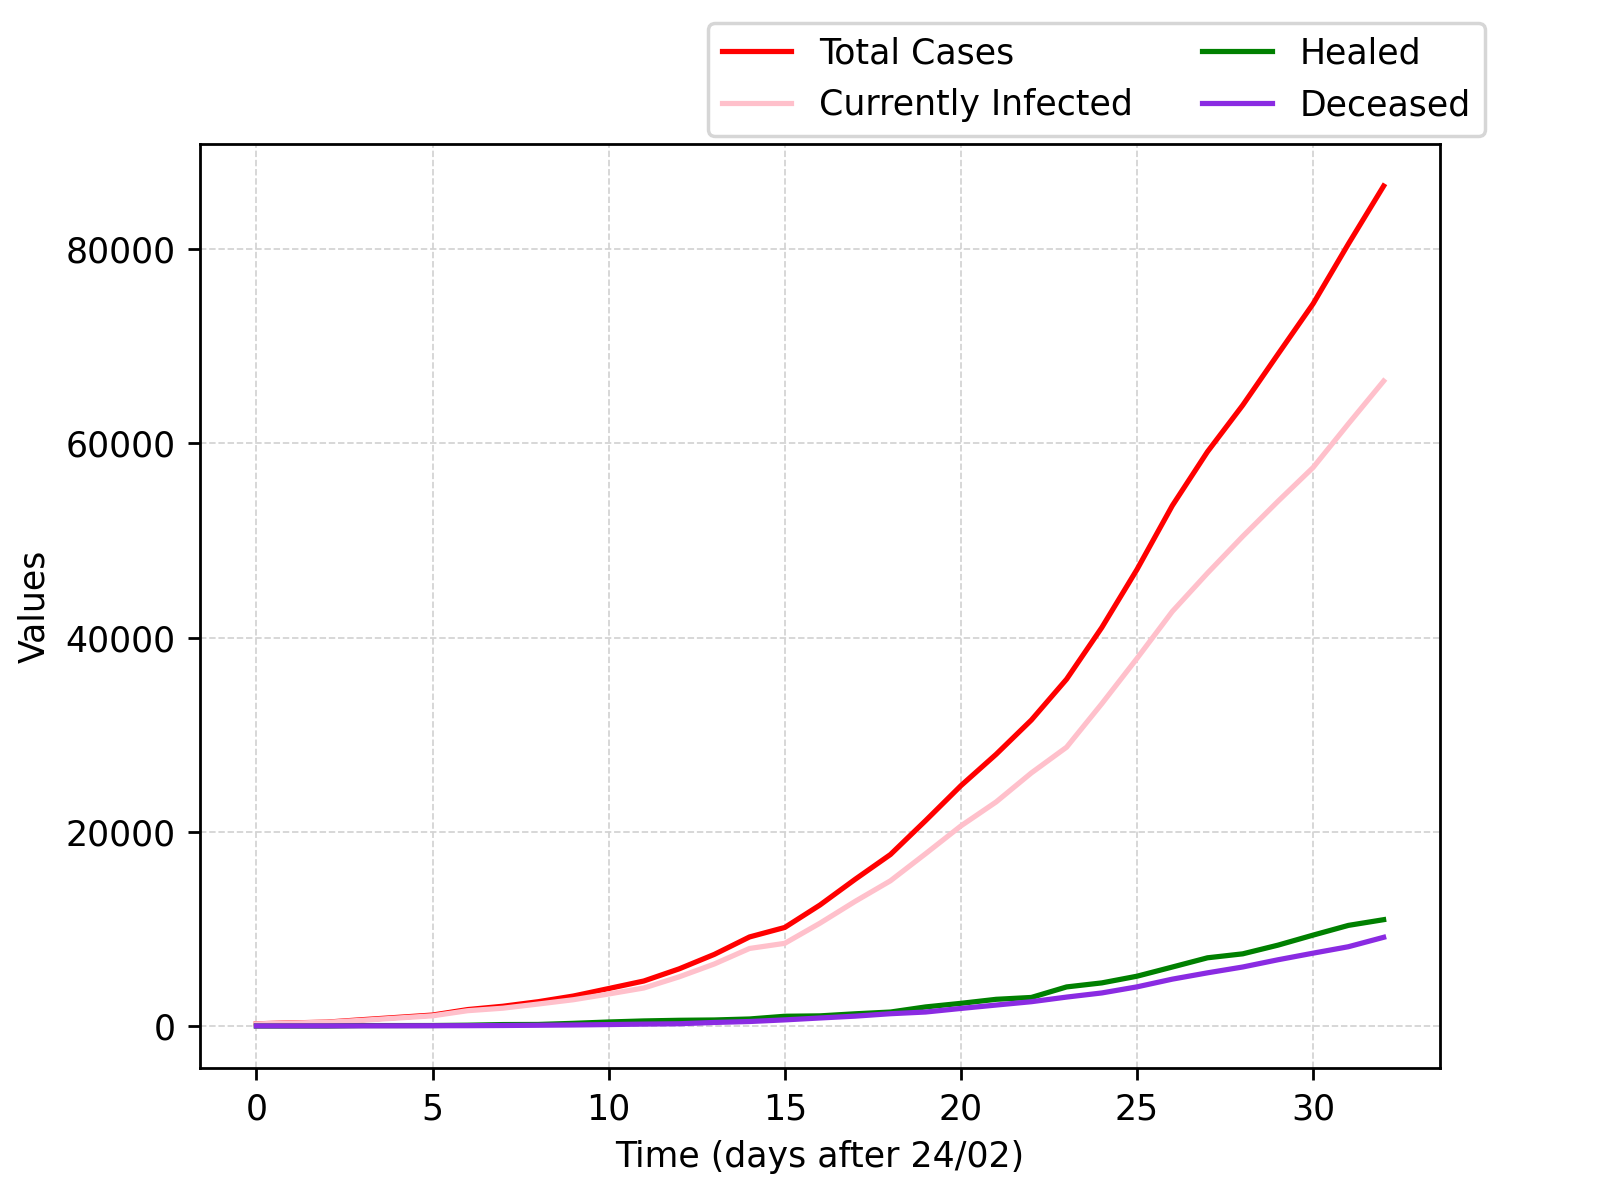 Total Cases
Currently Infected
Healed
Deceased
80000
60000
40000
20000
0
Values
0 5 10 15 20 25 30
Time (days after 24/02)